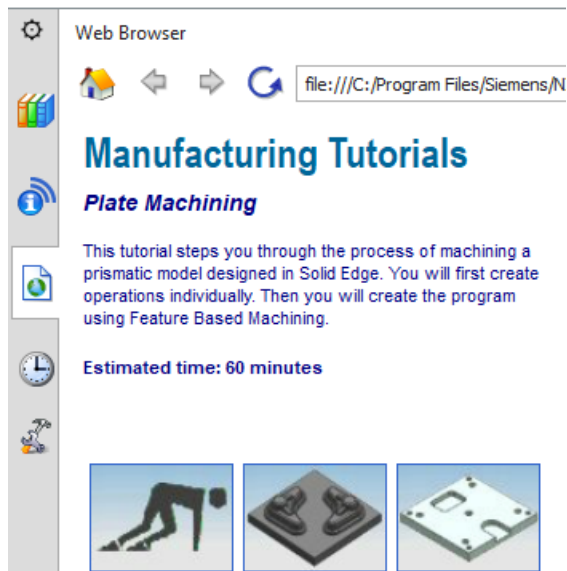 Web Browser
file:///C:/Program Files/Siemens/N
Manufacturing Tutorials
Plate Machining
This tutorial steps you through the process of machining a
prismatic model designed in Solid Edge. You will first create
operations individually. Then you will create the program
using Feature Based Machining.
Estimated time: 60 minutes